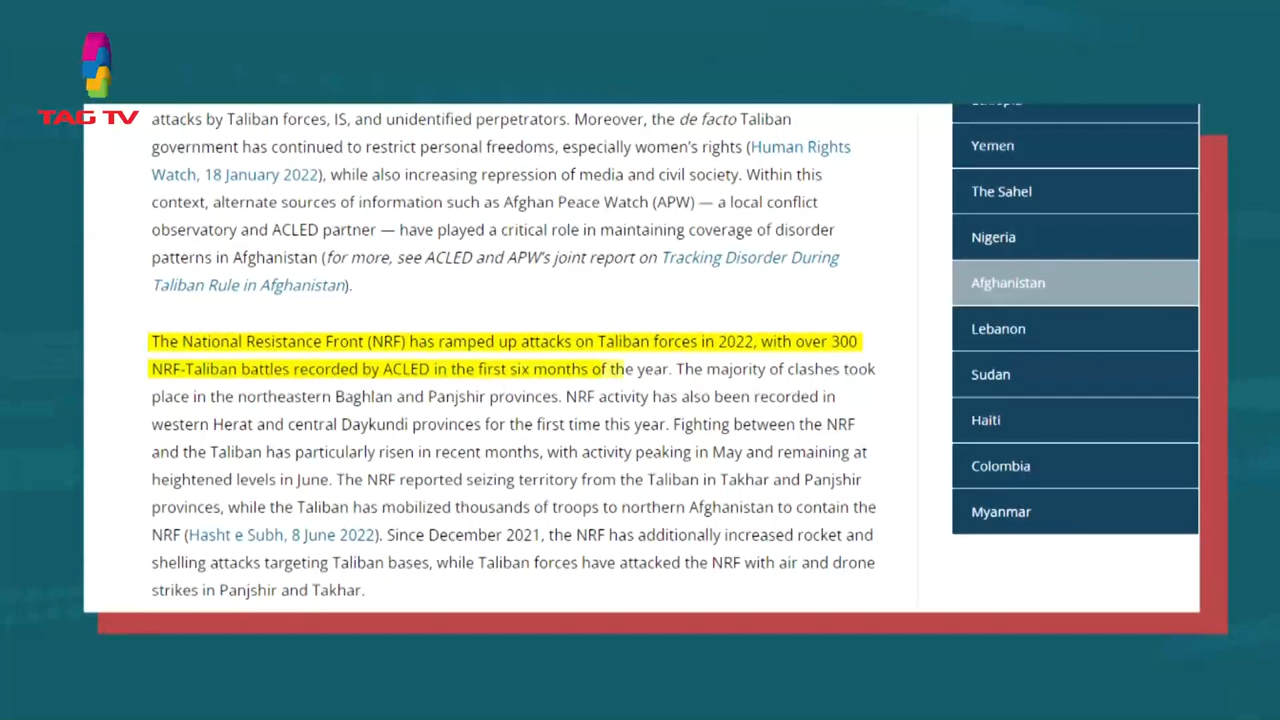 TAG TV
attacks by Taliban forces, IS, and unidentified perpetrators. Moreover, the de facto Taliban
government has continued to restrict personal freedoms, especially women's rights (Human Rights
Watch, 18 January 2022), while also increasing repression of media and civil society. Within this
context, alternate sources of information such as Afghan Peace Watch (APW) — a local conflict
observatory and ACLED partner — have played a critical role in maintaining coverage of disorder
patterns in Afghanistan (for more, see ACLED and APW's joint report on Tracking Disorder During
Taliban Rule in Afghanistan).
The National Resistance Front (NRF) has ramped up attacks on Taliban forces in 2022, with over 300
NRF-Taliban battles recorded by ACLED in the first six months of the year. The majority of clashes took
place in the northeastern Baghlan and Panjshir provinces. NRF activity has also been recorded in
western Herat and central Daykundi provinces for the first time this year. Fighting between the NRF
and the Taliban has particularly risen in recent months, with activity peaking in May and remaining at
heightened levels in June. The NRF reported seizing territory from the Taliban in Takhar and Panjshir
provinces, while the Taliban has mobilized thousands of troops to northern Afghanistan to contain the
NRF (Hasht e Subh, 8 June 2022). Since December 2021, the NRF has additionally increased rocket and
shelling attacks targeting Taliban bases, while Taliban forces have attacked the NRF with air and drone
strikes in Panjshir and Takhar.
Ethiopia
Yemen
The Sahel
Nigeria
Afghanistan
Lebanon
Sudan
Haiti
Colombia
Myanmar